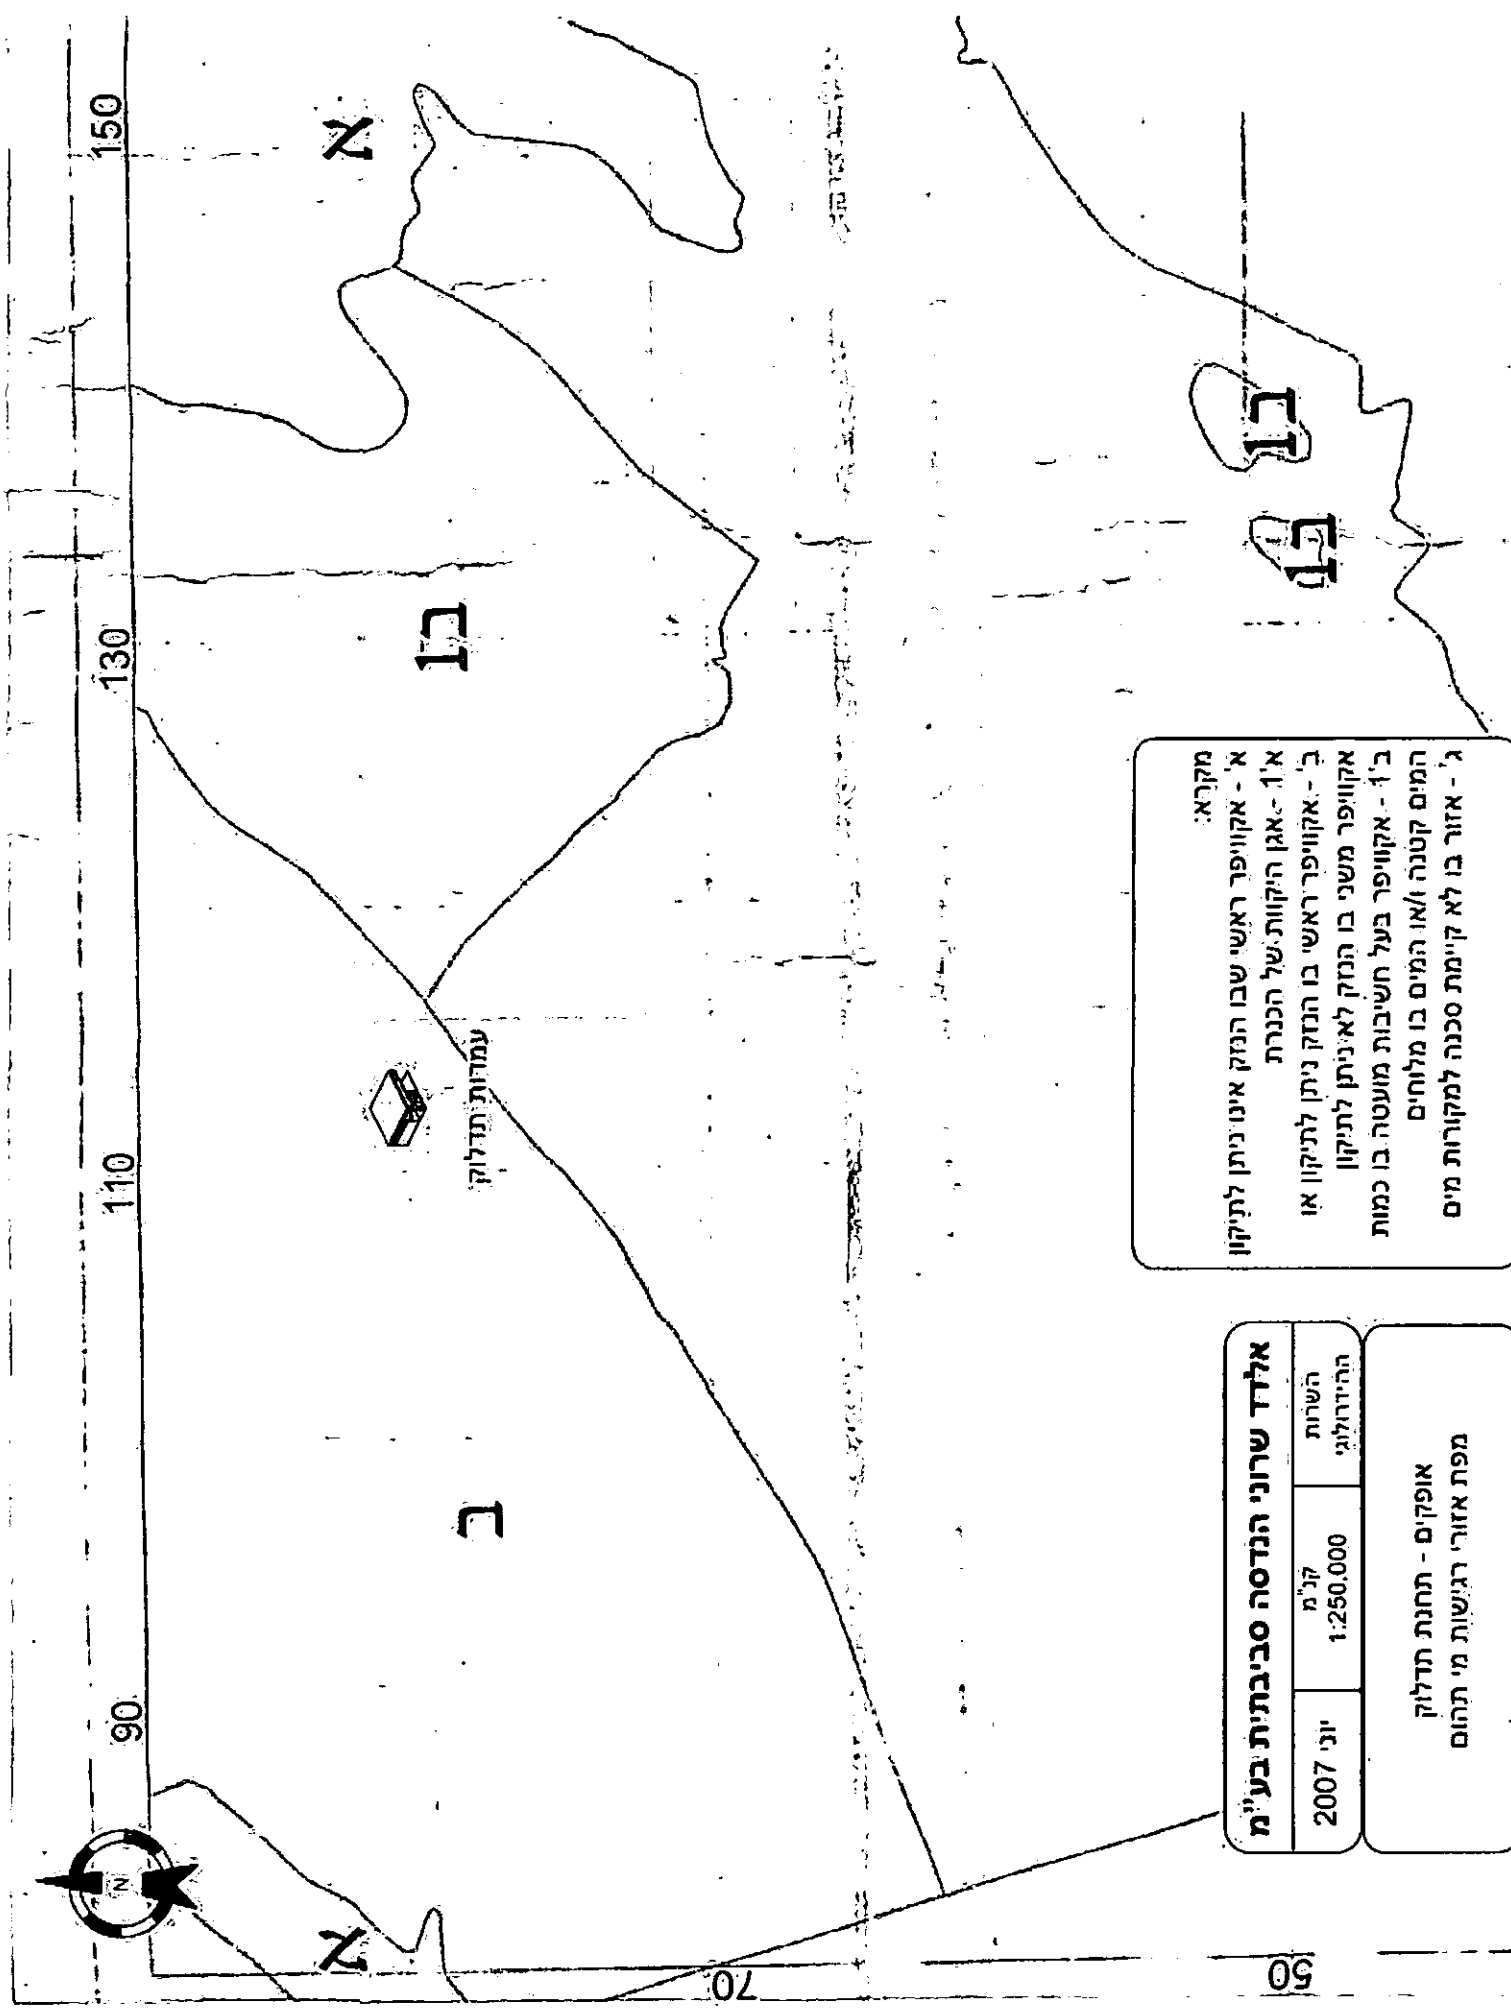 90
110
130
150
N
א
א
ב
ב1
ב1
ב1
70
50
עמדות תדלוק
מקרא:
א' - אקוויפר ראשי שבו הנזק אינו ניתן לתיקון
א'1 - אגן היקוות של הכנרת
ב' - אקוויפר ראשי בו הנזק ניתן לתיקון או
אקוויפר משני בו הנזק לא ניתן לתיקון
ב'1 - אקוויפר בעל חשיבות מועטה בו כמות
המים קטנה ו/או המים בו מלוחים
ג' - אזור בו לא קיימת סכנה למקורות מים
אלדד שרוני הנדסה סביבתית בע"מ
יוני 2007
קנ"מ
1:250.000
השרות
ההידרולוגי
אופקים - תחנת תדלוק
מפת אזורי רגישות מי תהום